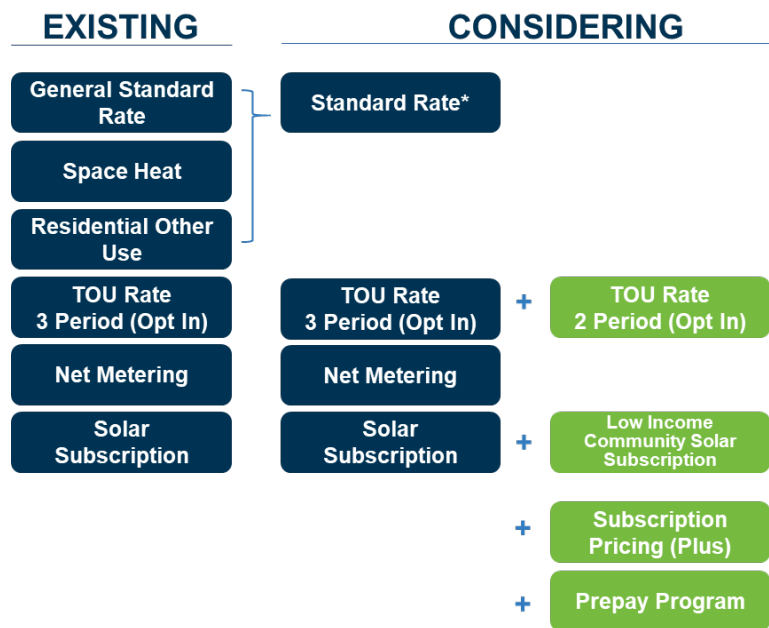 EXISTING
CONSIDERING
General Standard
Rate
Standard Rate*
Space Heat
Residential Other
Use
TOU Rate
3 Period (Opt In)
TOU Rate
3 Period (Opt In)
+
TOU Rate
2 Period (Opt In)
Net Metering
Net Metering
Solar
Subscription
Solar
Subscription
+
Low Income
Community Solar
Subscription
+
Subscription
Pricing (Plus)
+
Prepay Program